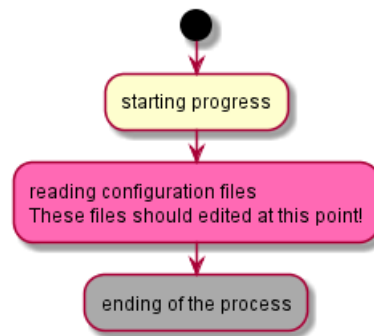 starting progress
reading configuration files
These files should edited at this point!
ending of the process